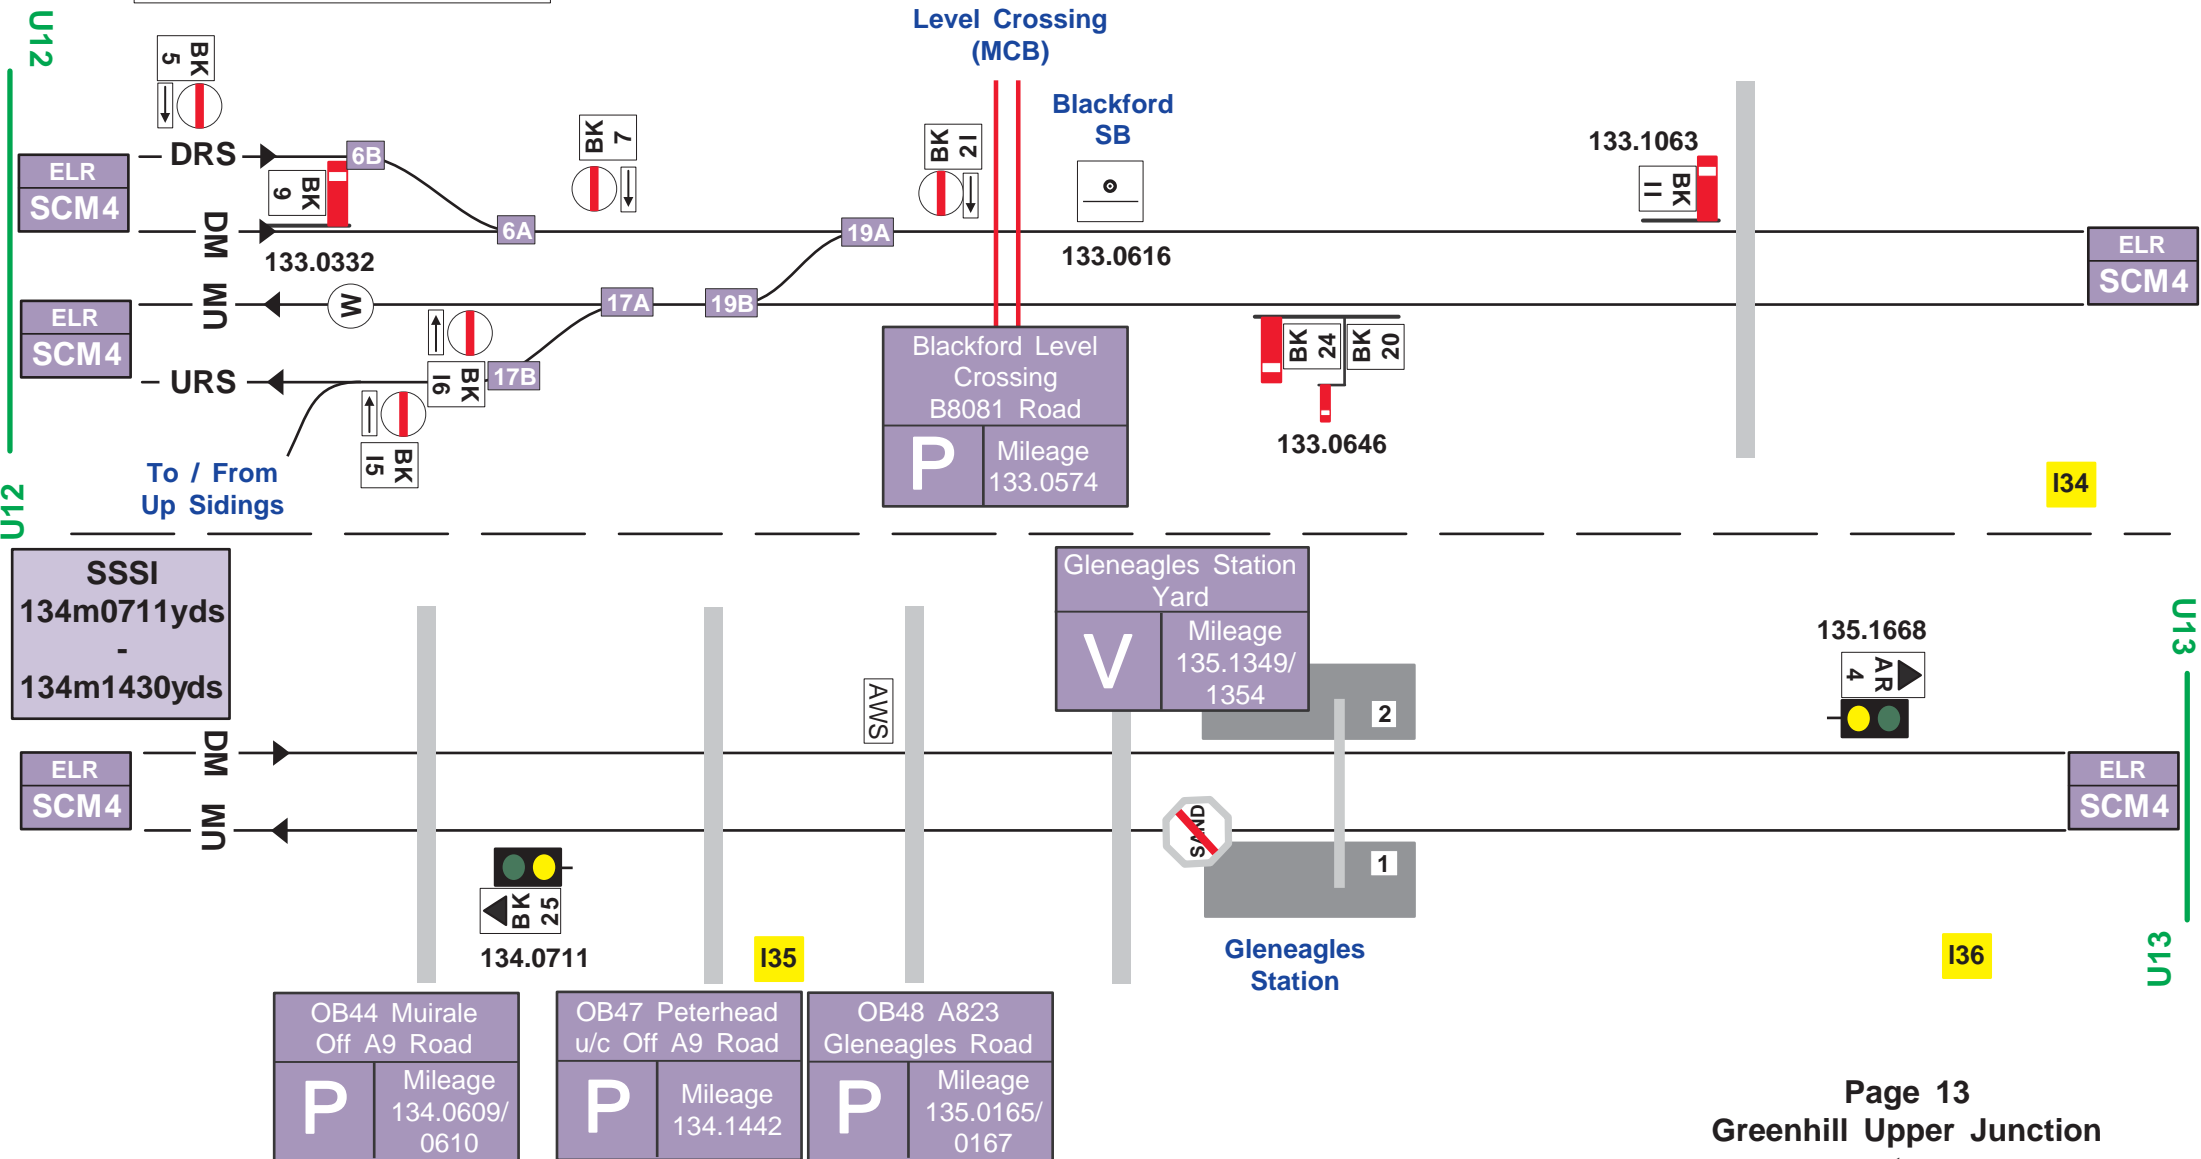 U12
Level Crossing
(MCB)
BK
5
BK
7
BK
21
Blackford
SB
133.1063
DRS
6B
ELR
SCM4
BK
9
BK
11
DM
6A
19A
133.0332
133.0616
ELR
SCM4
UM
W
17A
19B
ELR
SCM4
BK
24
BK
20
Blackford Level
Crossing
B8081 Road
P
Mileage
133.0574
URS
BK
16
17B
BK
15
133.0646
To / From
Up Sidings
134
U12
SSSI
134m0711yds
-
134m1430yds
Gleneagles Station
Yard
V
Mileage
135.1349/
1354
U13
135.1668
AR
4
AWS
2
DM
ELR
SCM4
ELR
SCM4
UM
SAND
1
BK
25
134.0711
135
Gleneagles
Station
136
U13
OB44 Muirale
Off A9 Road
P
Mileage
134.0609/
0610
OB47 Peterhead
u/c Off A9 Road
P
Mileage
134.1442
OB48 A823
Gleneagles Road
P
Mileage
135.0165/
0167
Page 13
Greenhill Upper Junction